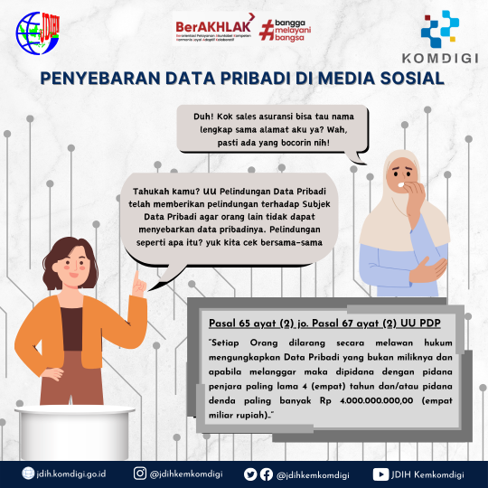 JDIH
BerAKHLAK
#bangga
melayani
bangsa
KOMDIGI
PENYEBARAN DATA PRIBADI DI MEDIA SOSIAL
Duh! Kok sales asuransi bisa tau nama
lengkap sama alamat aku ya? Wah,
pasti ada yang bocorin nih!
Tahukah kamu? UU Pelindungan Data Pribadi
telah memberikan pelindungan terhadap Subjek
Data Pribadi agar orang lain tidak dapat
menyebarkan data pribadinya. Pelindungan
seperti apa itu? yuk kita cek bersama-sama
Pasal 65 ayat (2) jo. Pasal 67 ayat (2) UU PDP
"Setiap Orang dilarang secara melawan hukum
mengungkapkan Data Pribadi yang bukan miliknya dan
apabila melanggar maka dipidana dengan pidana
penjara paling lama 4 (empat) tahun dan/atau pidana
denda paling banyak Rp 4.000.000.000,00 (empat
miliar rupiah)."
jdih.komdigi.go.id
@jdihkemkomdigi
@jdihkemkomdigi
JDIH Kemkomdigi